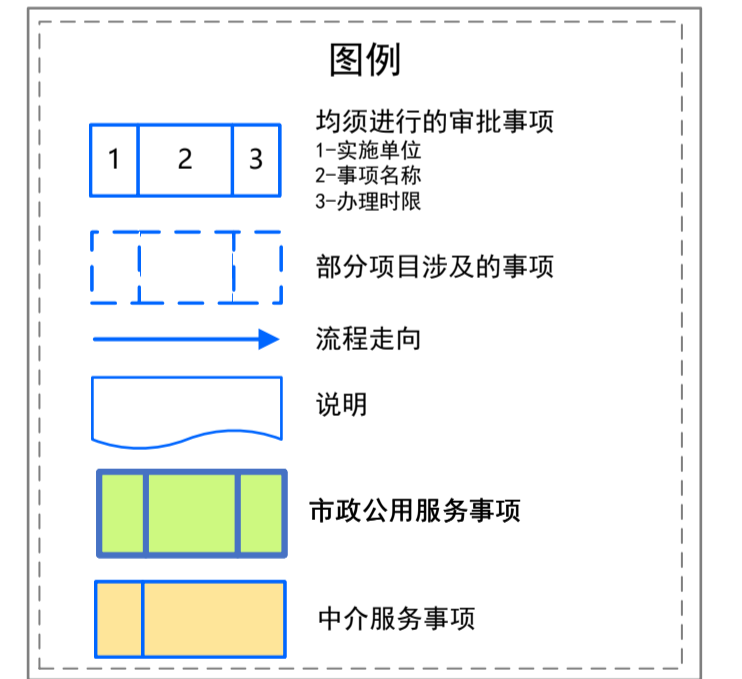 图例
1 2 3
均须进行的审批事项
1-实施单位
2-事项名称
3-办理时限
部分项目涉及的事项
流程走向
说明
市政公用服务事项
中介服务事项